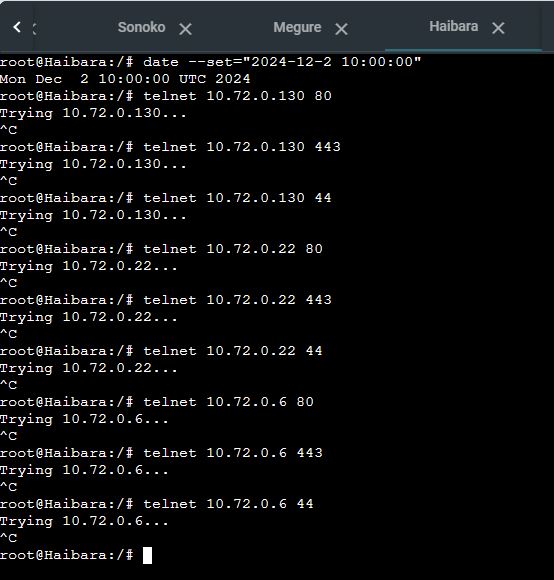 Sonoko Megure Haibara
root@Haibara:/# date --set="2024-12-2 10:00:00"
Mon Dec  2 10:00:00 UTC 2024
root@Haibara:/# telnet 10.72.0.130 80
Trying 10.72.0.130...
^C
root@Haibara:/# telnet 10.72.0.130 443
Trying 10.72.0.130...
^C
root@Haibara:/# telnet 10.72.0.130 44
Trying 10.72.0.130...
^C
root@Haibara:/# telnet 10.72.0.22 80
Trying 10.72.0.22...
^C
root@Haibara:/# telnet 10.72.0.22 443
Trying 10.72.0.22...
^C
root@Haibara:/# telnet 10.72.0.22 44
Trying 10.72.0.22...
^C
root@Haibara:/# telnet 10.72.0.6 80
Trying 10.72.0.6...
^C
root@Haibara:/# telnet 10.72.0.6 443
Trying 10.72.0.6...
^C
root@Haibara:/# telnet 10.72.0.6 44
Trying 10.72.0.6...
^C
root@Haibara:/#